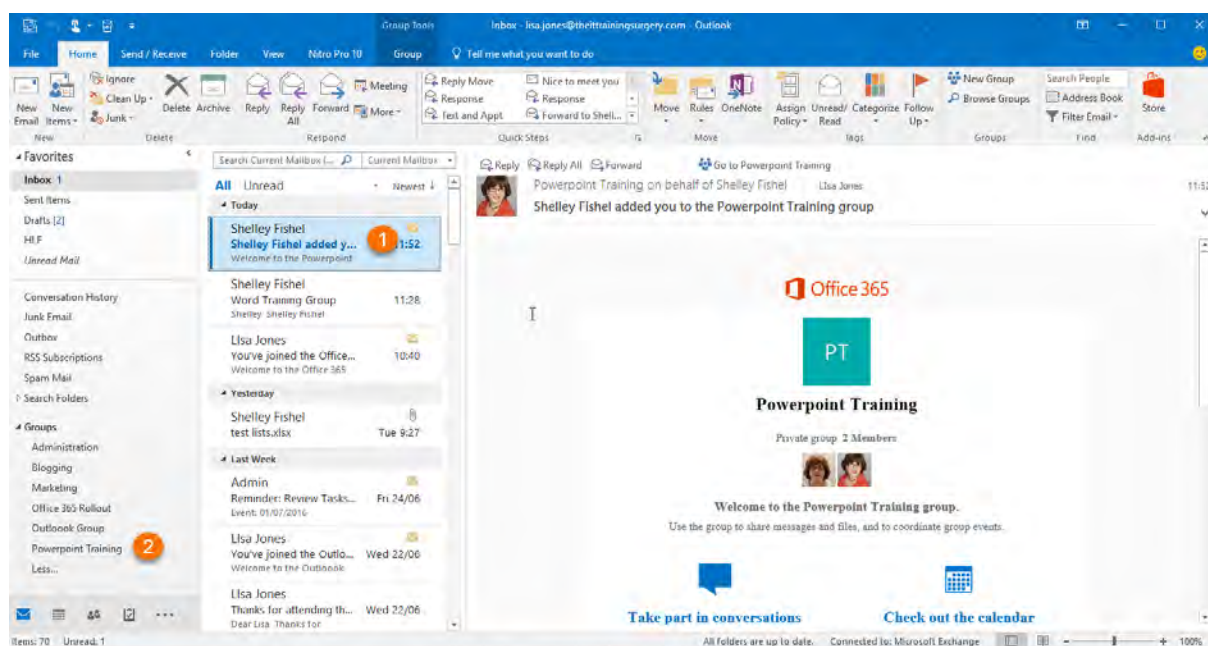 Group Tools
Inbox - lisa.jones@theittrainingsurgery.com - Outlook
File Home Send / Receive Folder View Nitro Pro 10 Group Tell me what you want to do
New Email
New Items
Ignore
Clean Up
Junk
Delete
Archive
Reply
Reply All
Forward
Meeting
More
Reply Move
Response
Text and Appt
Nice to meet you
Response
Forward to Shell...
Move
Rules
OneNote
Assign Policy
Unread/ Read
Categorize
Follow Up
New Group
Browse Groups
Search People
Address Book
Filter Email
Store
New Delete Respond Quick Steps Move Tags Groups Find Add-ins
Favorites
Inbox 1
Sent Items
Drafts [2]
HLF
Unread Mail
Conversation History
Junk Email
Outbox
RSS Subscriptions
Spam Mail
Search Folders
Groups
Administration
Blogging
Marketing
Office 365 Rollout
Outloook Group
Powerpoint Training
2
Less...
Search Current Mailbox (... Current Mailbox
All Unread Newest
Today
Shelley Fishel
Shelley Fishel added y... 1 11:52
Welcome to the Powerpoint
Shelley Fishel
Word Training Group 11:28
Shelley Shelley Fishel
LIsa Jones
You've joined the Office... 10:40
Welcome to the Office 365
Yesterday
Shelley Fishel
test lists.xlsx Tue 9:27
Last Week
Admin
Reminder: Review Tasks... Fri 24/06
Event: 01/07/2016
LIsa Jones
You've joined the Outlo... Wed 22/06
Welcome to the Outloook
LIsa Jones
Thanks for attending th... Wed 22/06
Dear Lisa Thanks for
Reply Reply All Forward Go to Powerpoint Training
Powerpoint Training on behalf of Shelley Fishel LIsa Jones 11:52
Shelley Fishel added you to the Powerpoint Training group
Office 365
PT
Powerpoint Training
Private group 2 Members
Welcome to the Powerpoint Training group.
Use the group to share messages and files, and to coordinate group events.
Take part in conversations
Check out the calendar
Items: 70 Unread: 1
All folders are up to date. Connected to: Microsoft Exchange 100%